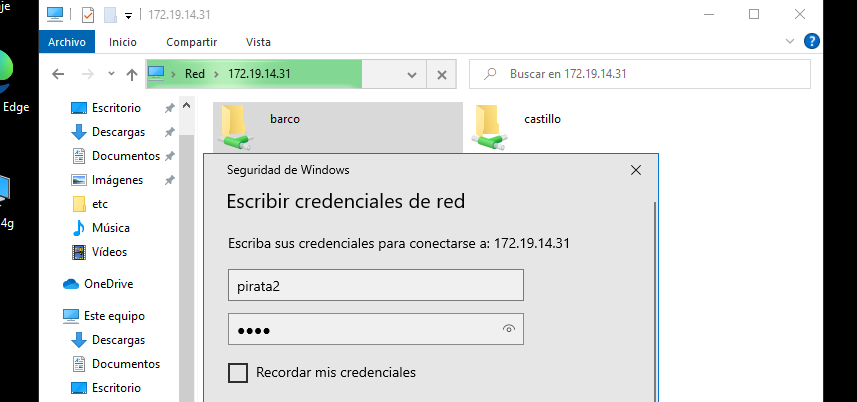 je
172.19.14.31
Archivo Inicio Compartir Vista
Red 172.19.14.31
Buscar en 172.19.14.31
Edge
4g
Escritorio
Descargas
Documentos
Imágenes
etc
Música
Vídeos
OneDrive
Este equipo
Descargas
Documentos
Escritorio
barco
castillo
Seguridad de Windows
Escribir credenciales de red
Escriba sus credenciales para conectarse a: 172.19.14.31
pirata2
●●●●
Recordar mis credenciales